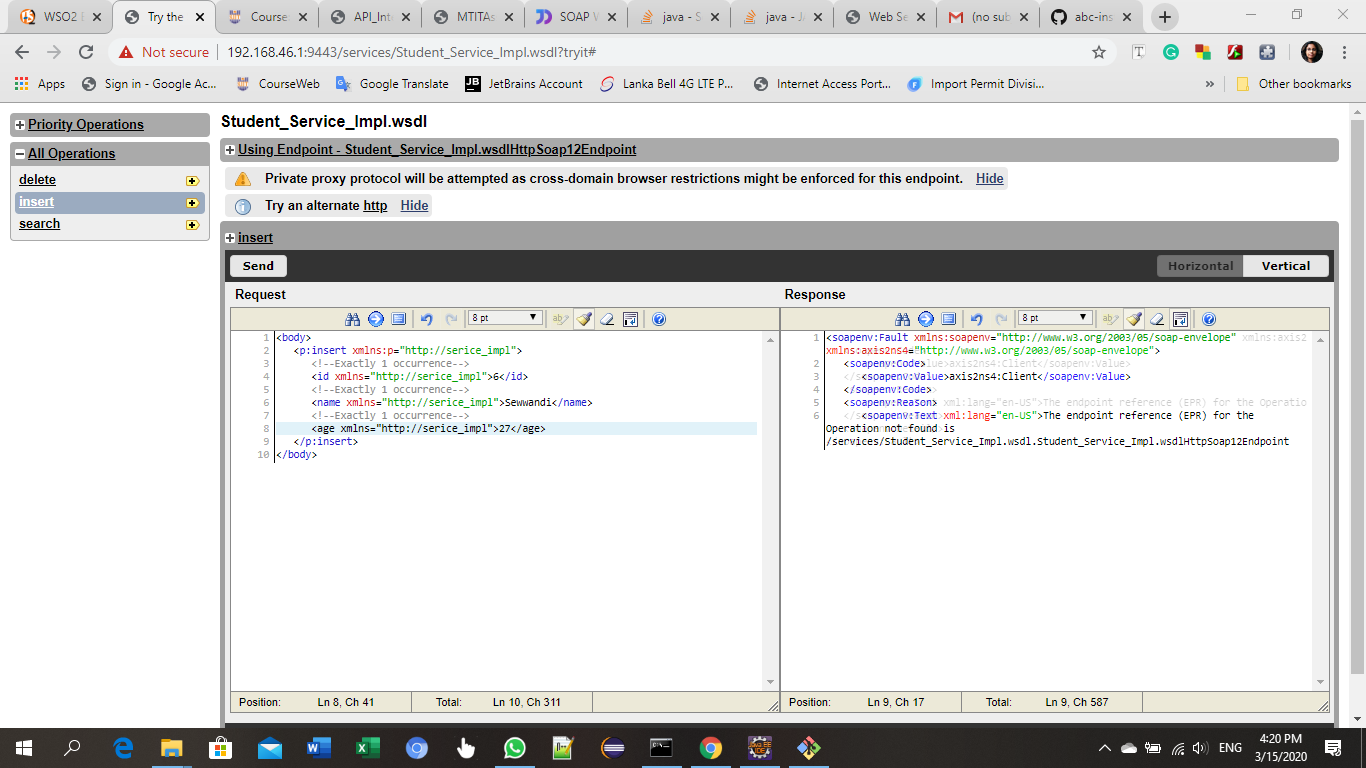 WSO2 E
Try the
Course
API_Int
MTITAs
SOAP W
java - S
java - J
Web Se
(no sub
abc-ins
Not secure
192.168.46.1:9443/services/Student_Service_Impl.wsdl?tryit#
Apps
Sign in - Google Ac...
CourseWeb
Google Translate
JetBrains Account
Lanka Bell 4G LTE P...
Internet Access Port...
Import Permit Divisi...
»
Other bookmarks
Priority Operations
All Operations
delete
insert
search
Student_Service_Impl.wsdl
Using Endpoint - Student_Service_Impl.wsdlHttpSoap12Endpoint
Private proxy protocol will be attempted as cross-domain browser restrictions might be enforced for this endpoint. Hide
Try an alternate http Hide
insert
Send
Horizontal
Vertical
Request
8 pt
1 <body>
2 <p:insert xmlns:p="http://serice_impl">
3 <!--Exactly 1 occurrence-->
4 <id xmlns="http://serice_impl">6</id>
5 <!--Exactly 1 occurrence-->
6 <name xmlns="http://serice_impl">Sewwandi</name>
7 <!--Exactly 1 occurrence-->
8 <age xmlns="http://serice_impl">27</age>
9 </p:insert>
10 </body>
Position: Ln 8, Ch 41 Total: Ln 10, Ch 311
Response
8 pt
1 <soapenv:Fault xmlns:soapenv="http://www.w3.org/2003/05/soap-envelope" xmlns:axis2
xmlns:axis2ns4="http://www.w3.org/2003/05/soap-envelope">
2 <soapenv:Code>
3 <soapenv:Value>axis2ns4:Client</soapenv:Value>
4 </soapenv:Code>
5 <soapenv:Reason> xml:lang="en-US">The endpoint reference (EPR) for the Operatio
6 <soapenv:Text xml:lang="en-US">The endpoint reference (EPR) for the
Operation not found is
/services/Student_Service_Impl.wsdl.Student_Service_Impl.wsdlHttpSoap12Endpoint
Position: Ln 9, Ch 17 Total: Ln 9, Ch 587
ENG
4:20 PM
3/15/2020